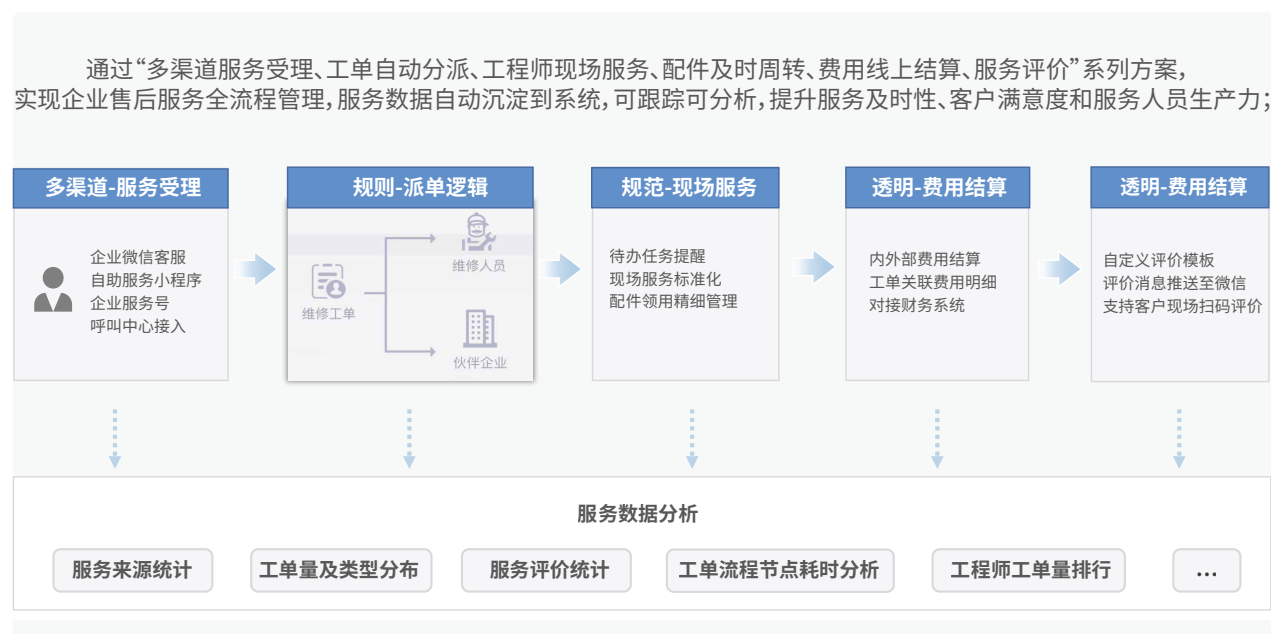 通过“多渠道服务受理、工单自动分派、工程师现场服务、配件及时周转、费用线上结算、服务评价”系列方案，
实现企业售后服务全流程管理，服务数据自动沉淀到系统，可跟踪可分析，提升服务及时性、客户满意度和服务人员生产力；
多渠道-服务受理
企业微信客服
自助服务小程序
企业服务号
呼叫中心接入
规则-派单逻辑
维修工单
维修人员
伙伴企业
规范-现场服务
待办任务提醒
现场服务标准化
配件领用精细管理
透明-费用结算
内外部费用结算
工单关联费用明细
对接财务系统
透明-费用结算
自定义评价模板
评价消息推送至微信
支持客户现场扫码评价
服务数据分析
服务来源统计
工单量及类型分布
服务评价统计
工单流程节点耗时分析
工程师工单量排行
...